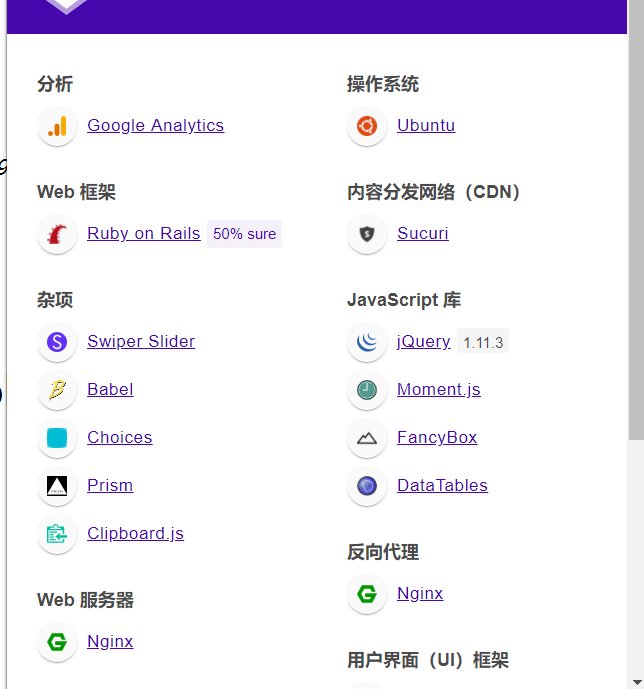 分析
Google Analytics
Web 框架
Ruby on Rails 50% sure
杂项
Swiper Slider
Babel
Choices
Prism
Clipboard.js
Web 服务器
Nginx
操作系统
Ubuntu
内容分发网络（CDN）
Sucuri
JavaScript 库
jQuery 1.11.3
Moment.js
FancyBox
DataTables
反向代理
Nginx
用户界面（UI）框架